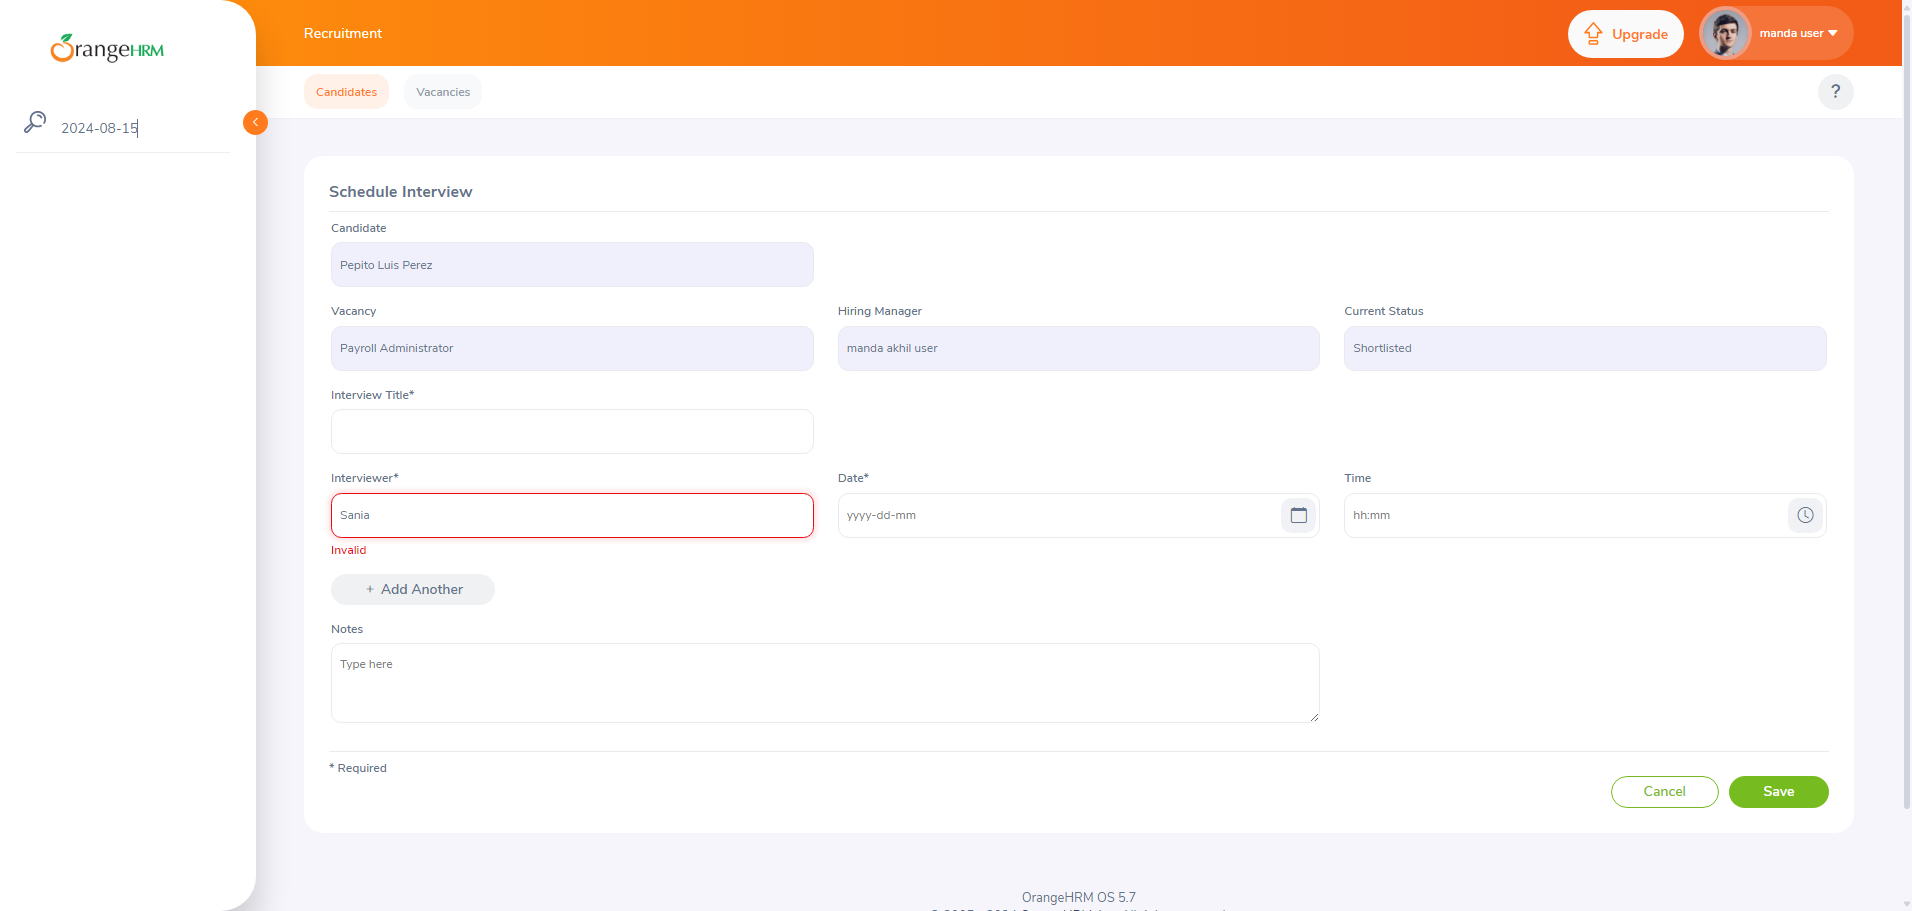 OrangeHRM
Recruitment
Upgrade
manda user
Candidates
Vacancies
?
2024-08-15
Schedule Interview
Candidate
Pepito Luis Perez
Vacancy
Hiring Manager
Current Status
Payroll Administrator
manda akhil user
Shortlisted
Interview Title*
Interviewer*
Date*
Time
Sania
yyyy-dd-mm
hh:mm
Invalid
+ Add Another
Notes
Type here
* Required
Cancel
Save
OrangeHRM OS 5.7